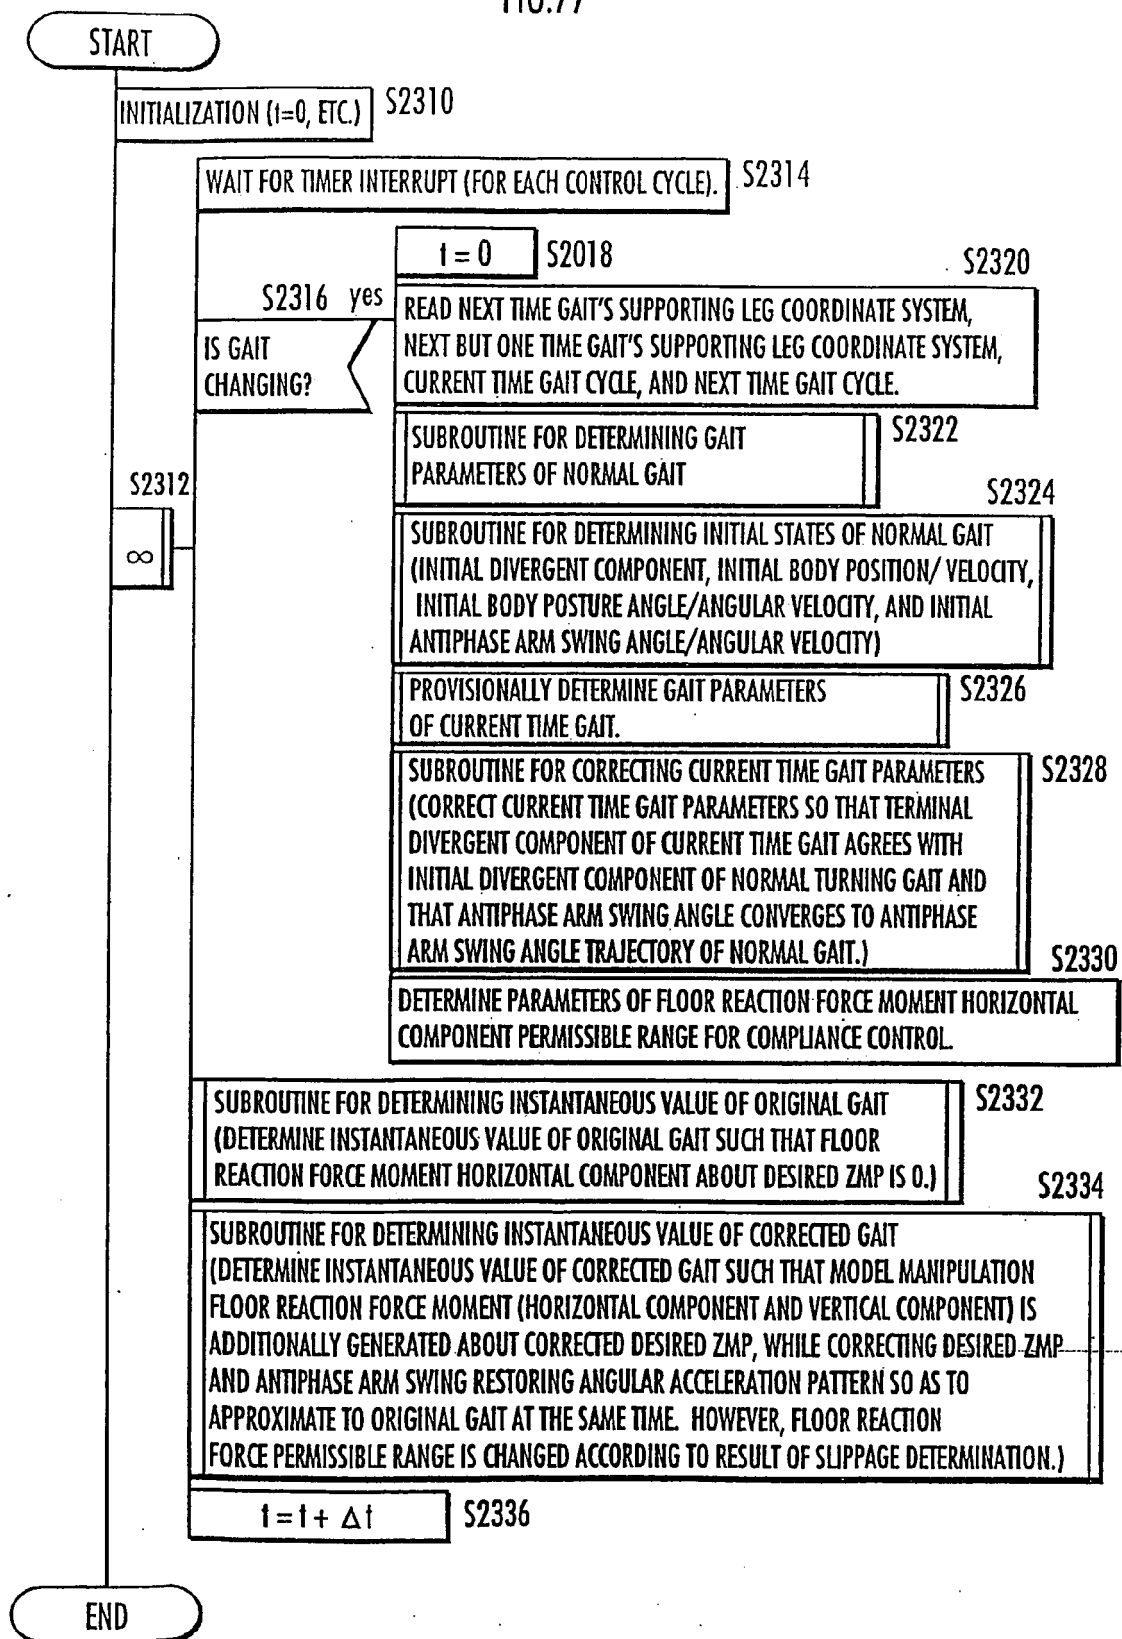 FIG.77
START
INITIALIZATION (t=0, ETC.)
S2310
WAIT FOR TIMER INTERRUPT (FOR EACH CONTROL CYCLE).
S2314
t = 0
S2018
S2320
S2316 yes
READ NEXT TIME GAIT'S SUPPORTING LEG COORDINATE SYSTEM,
NEXT BUT ONE TIME GAIT'S SUPPORTING LEG COORDINATE SYSTEM,
CURRENT TIME GAIT CYCLE, AND NEXT TIME GAIT CYCLE.
IS GAIT
CHANGING?
SUBROUTINE FOR DETERMINING GAIT
PARAMETERS OF NORMAL GAIT
S2322
S2312
∞
S2324
SUBROUTINE FOR DETERMINING INITIAL STATES OF NORMAL GAIT
(INITIAL DIVERGENT COMPONENT, INITIAL BODY POSITION/ VELOCITY,
INITIAL BODY POSTURE ANGLE/ANGULAR VELOCITY, AND INITIAL
ANTIPHASE ARM SWING ANGLE/ANGULAR VELOCITY)
PROVISIONALLY DETERMINE GAIT PARAMETERS
OF CURRENT TIME GAIT.
S2326
SUBROUTINE FOR CORRECTING CURRENT TIME GAIT PARAMETERS
(CORRECT CURRENT TIME GAIT PARAMETERS SO THAT TERMINAL
DIVERGENT COMPONENT OF CURRENT TIME GAIT AGREES WITH
INITIAL DIVERGENT COMPONENT OF NORMAL TURNING GAIT AND
THAT ANTIPHASE ARM SWING ANGLE CONVERGES TO ANTIPHASE
ARM SWING ANGLE TRAJECTORY OF NORMAL GAIT.)
S2328
S2330
DETERMINE PARAMETERS OF FLOOR REACTION FORCE MOMENT HORIZONTAL
COMPONENT PERMISSIBLE RANGE FOR COMPLIANCE CONTROL.
SUBROUTINE FOR DETERMINING INSTANTANEOUS VALUE OF ORIGINAL GAIT
(DETERMINE INSTANTANEOUS VALUE OF ORIGINAL GAIT SUCH THAT FLOOR
REACTION FORCE MOMENT HORIZONTAL COMPONENT ABOUT DESIRED ZMP IS 0.)
S2332
S2334
SUBROUTINE FOR DETERMINING INSTANTANEOUS VALUE OF CORRECTED GAIT
(DETERMINE INSTANTANEOUS VALUE OF CORRECTED GAIT SUCH THAT MODEL MANIPULATION
FLOOR REACTION FORCE MOMENT (HORIZONTAL COMPONENT AND VERTICAL COMPONENT) IS
ADDITIONALLY GENERATED ABOUT CORRECTED DESIRED ZMP, WHILE CORRECTING DESIRED ZMP
AND ANTIPHASE ARM SWING RESTORING ANGULAR ACCELERATION PATTERN SO AS TO
APPROXIMATE TO ORIGINAL GAIT AT THE SAME TIME. HOWEVER, FLOOR REACTION
FORCE PERMISSIBLE RANGE IS CHANGED ACCORDING TO RESULT OF SLIPPAGE DETERMINATION.)
t = t + Δt
S2336
END